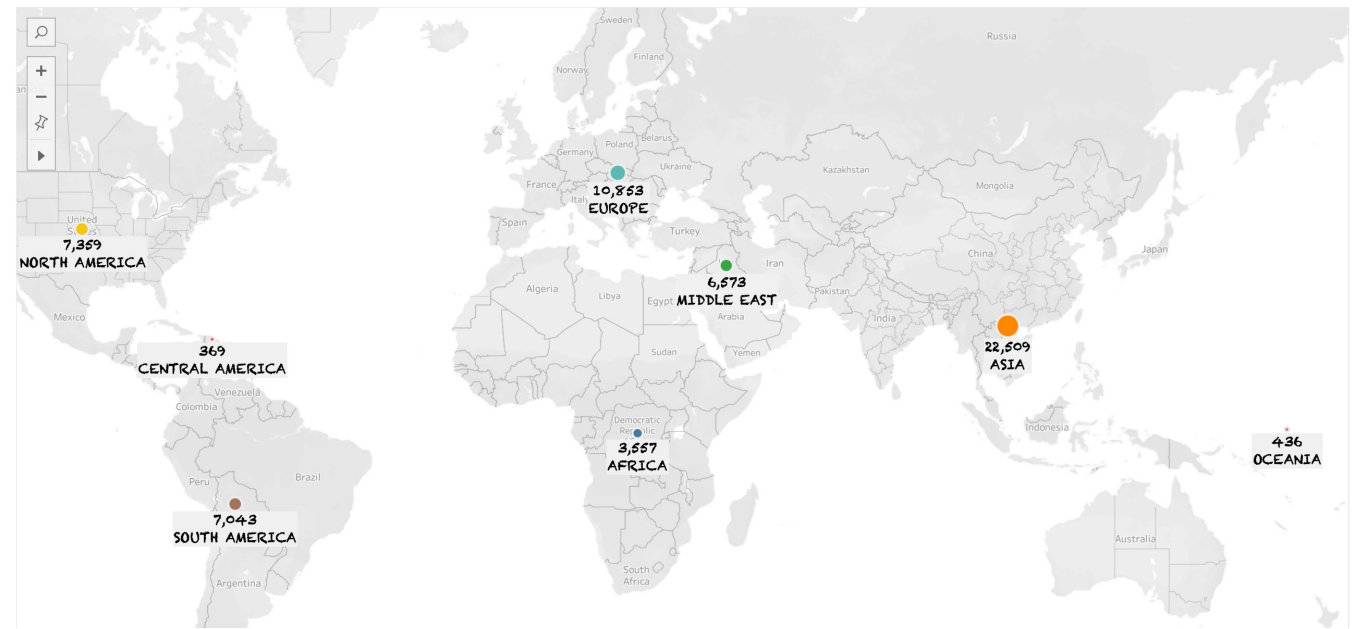 Sweden
Russia
Finland
Norway
Belarus
Poland
Germany
Ukraine
Kazakhstan
France
Mongolia
10,853
EUROPE
Italy
Spain
United
States
Turkey
7,359
NORTH AMERICA
Japan
China
Iran
6,573
MIDDLE EAST
Algeria
Libya
Egypt
Pakistan
Mexico
Arabia
India
22,509
ASIA
369
CENTRAL AMERICA
Sudan
Yemen
Venezuela
Colombia
Democratic
Republic
3,557
AFRICA
Indonesia
436
OCEANIA
Peru
Brazil
7,043
SOUTH AMERICA
Australia
South
Africa
Argentina